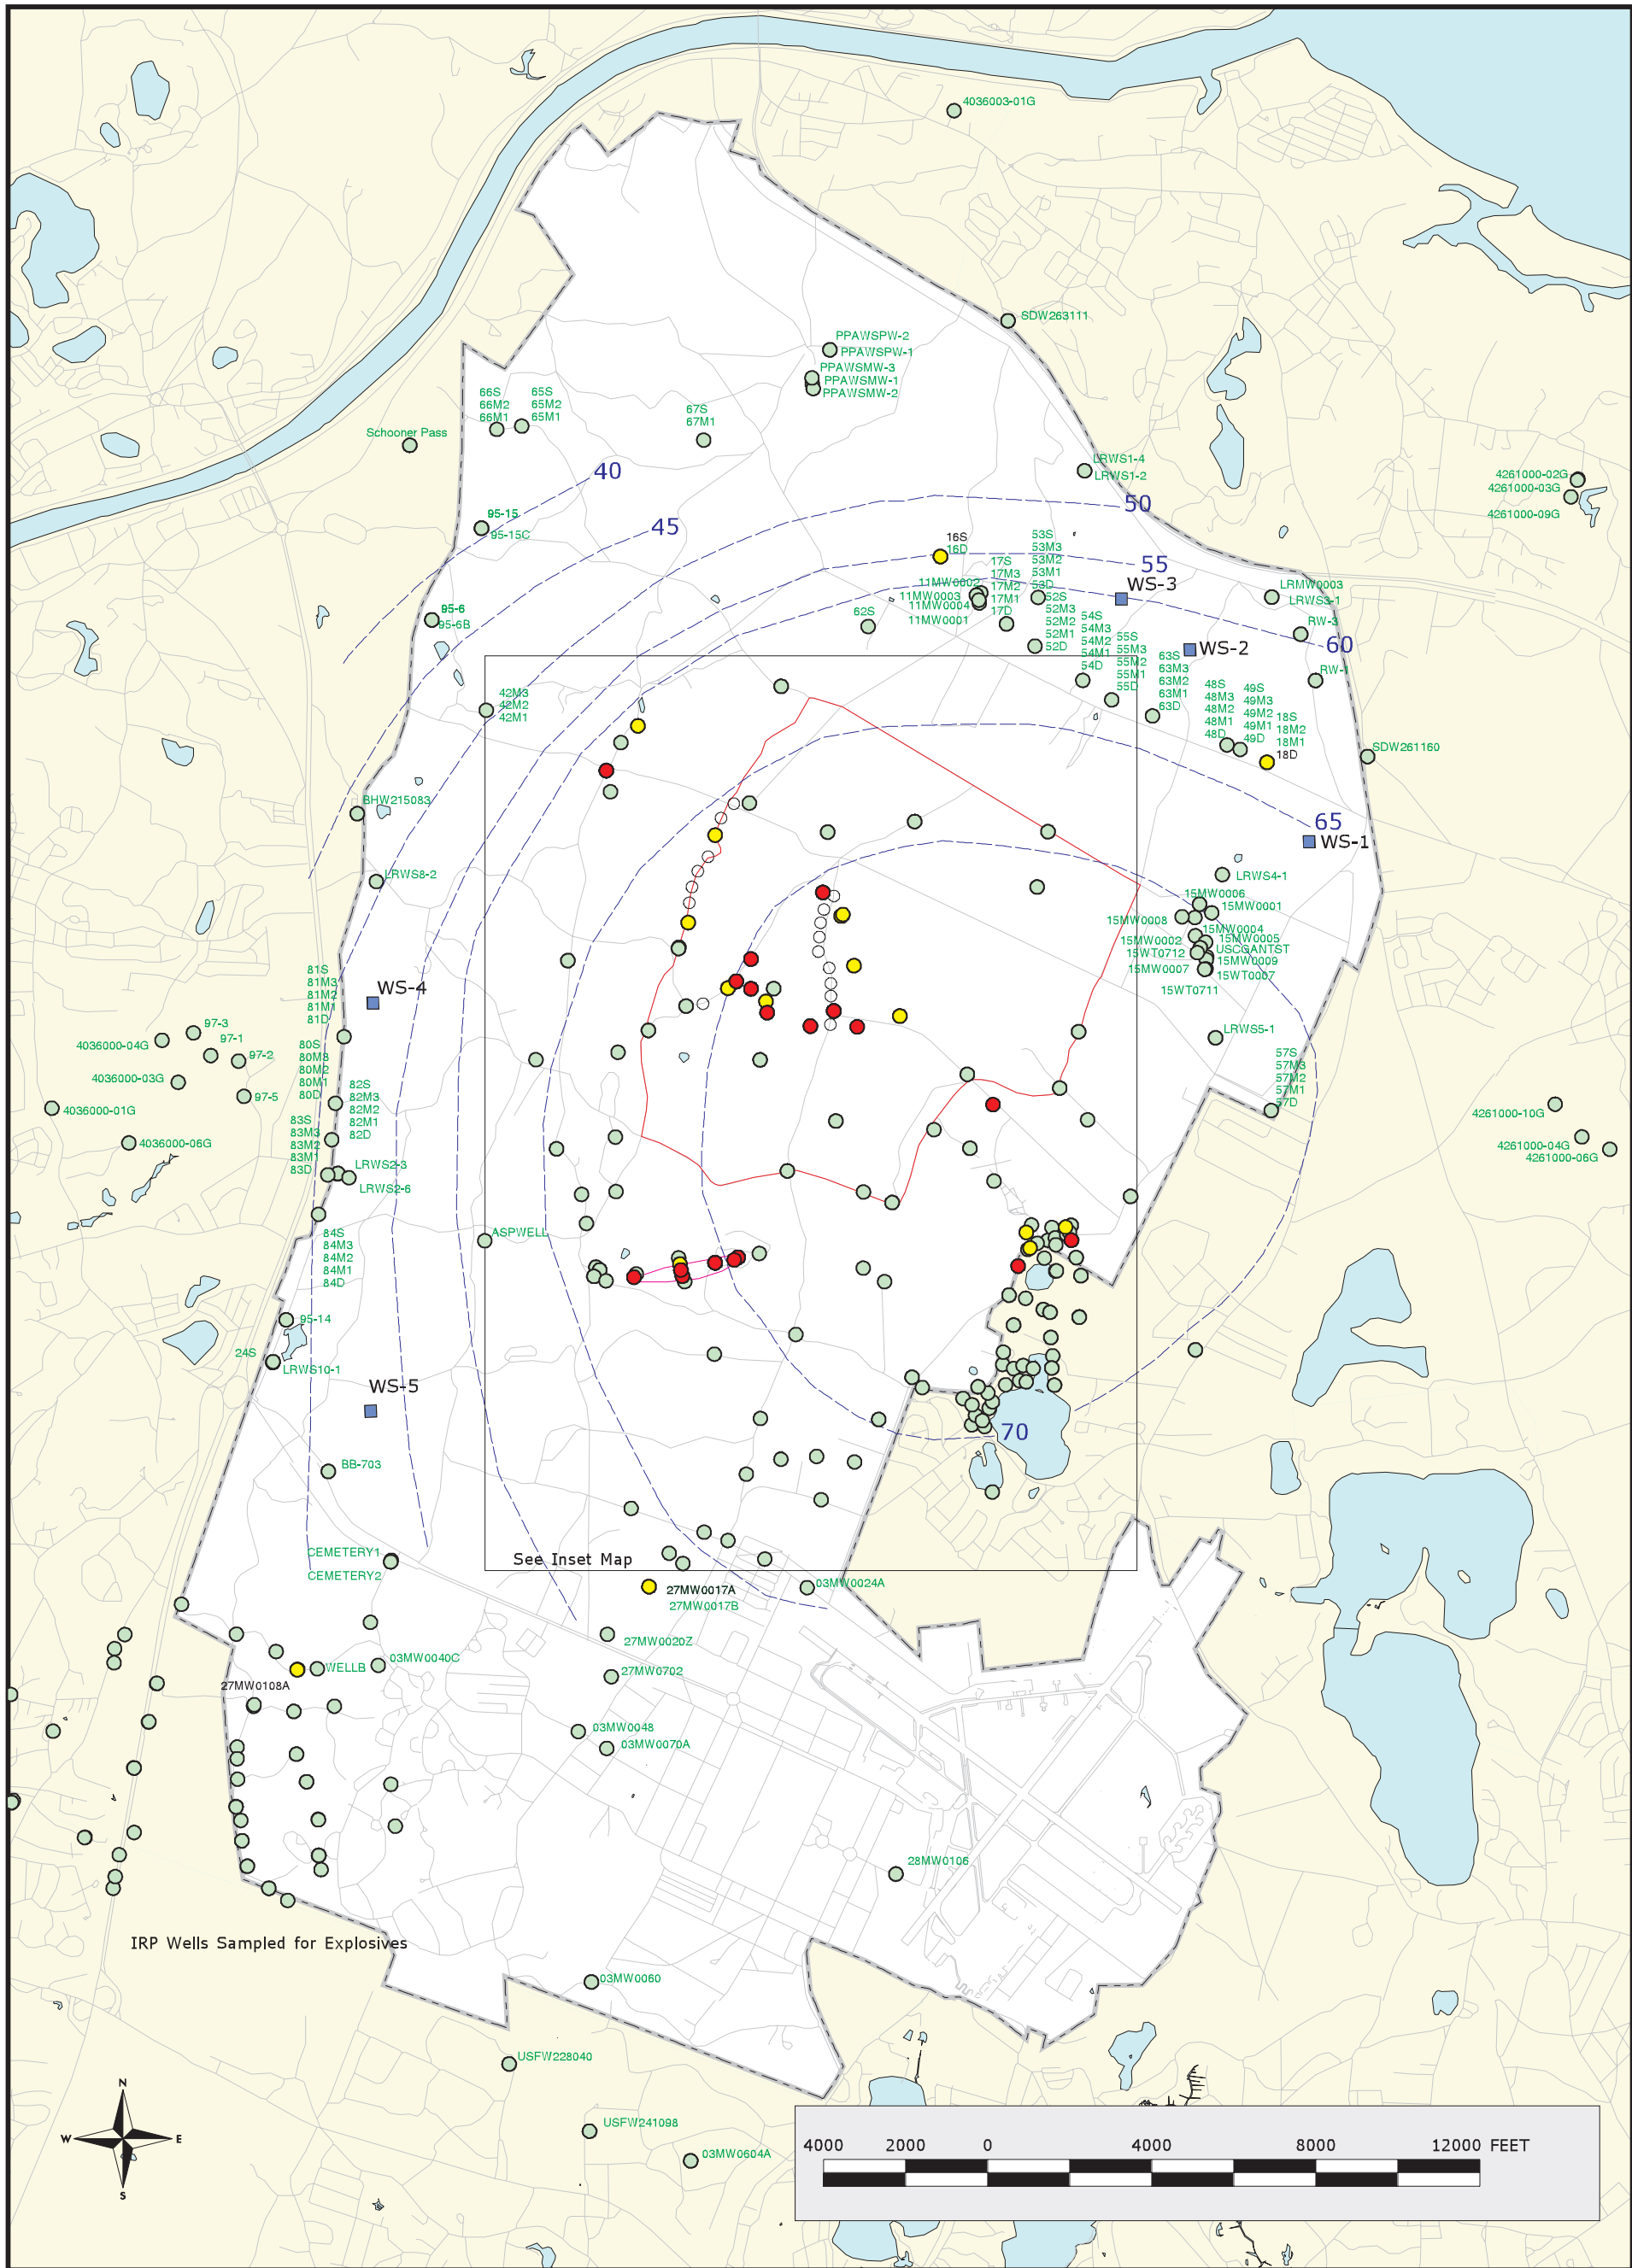 4036003-01G
SDW263111
PPAWSPW-2
PPAWSPW-1
PPAWSMW-3
PPAWSMW-1
PPAWSMW-2
66S
66M2
66M1
65S
65M2
65M1
67S
67M1
Schooner Pass
LRWS1-4
LRWS1-2
40
4261000-02G
4261000-03G
4261000-09G
50
95-15
95-15C
45
16S
16D
53S
53M3
53M2
53M1
53D
55
17S
17M3
17M2
17M1
17D
11MW0002
11MW0003
11MW0004
11MW0001
WS-3
LRMW0003
LRWS3-1
95-6
95-6B
62S
52S
52M3
52M2
52M1
52D
54S
54M3
54M2
54M1
54D
55S
55M3
55M2
55M1
55D
RW-3
60
WS-2
63S
63M3
63M2
63M1
63D
RW-1
48S
48M3
48M2
48M1
48D
49S
49M3
49M2
49M1
49D
18S
18M2
18M1
18D
42M3
42M2
42M1
SDW261160
BHW215083
65
WS-1
LRWS8-2
LRWS4-1
15MW0006
15MW0001
15MW0008
15MW0004
15MW0002
15MW0005
15WT0712
USCGANTST
15MW0009
15MW0007
15WT0007
15WT0711
81S
81M3
81M2
81M1
81D
WS-4
97-3
97-1
4036000-04G
97-2
LRWS5-1
80S
80M3
80M2
80M1
80D
57S
57M3
57M2
57M1
57D
4036000-03G
82S
82M3
82M2
82M1
82D
97-5
4036000-01G
4261000-10G
83S
83M3
83M2
83M1
83D
4036000-06G
4261000-04G
4261000-06G
LRWS2-3
LRWS2-6
84S
84M3
84M2
84M1
84D
ASPWELL
95-14
24S
LRWS10-1
WS-5
70
BB-703
CEMETERY1
CEMETERY2
See Inset Map
27MW0017A
27MW0017B
03MW0024A
27MW0020Z
WELLB
03MW0040C
27MW0702
27MW0108A
03MW0048
03MW0070A
28MW0106
IRP Wells Sampled for Explosives
03MW0060
USFW228040
USFW241098
03MW0604A
N
W
E
S
4000 2000 0 4000 8000 12000 FEET